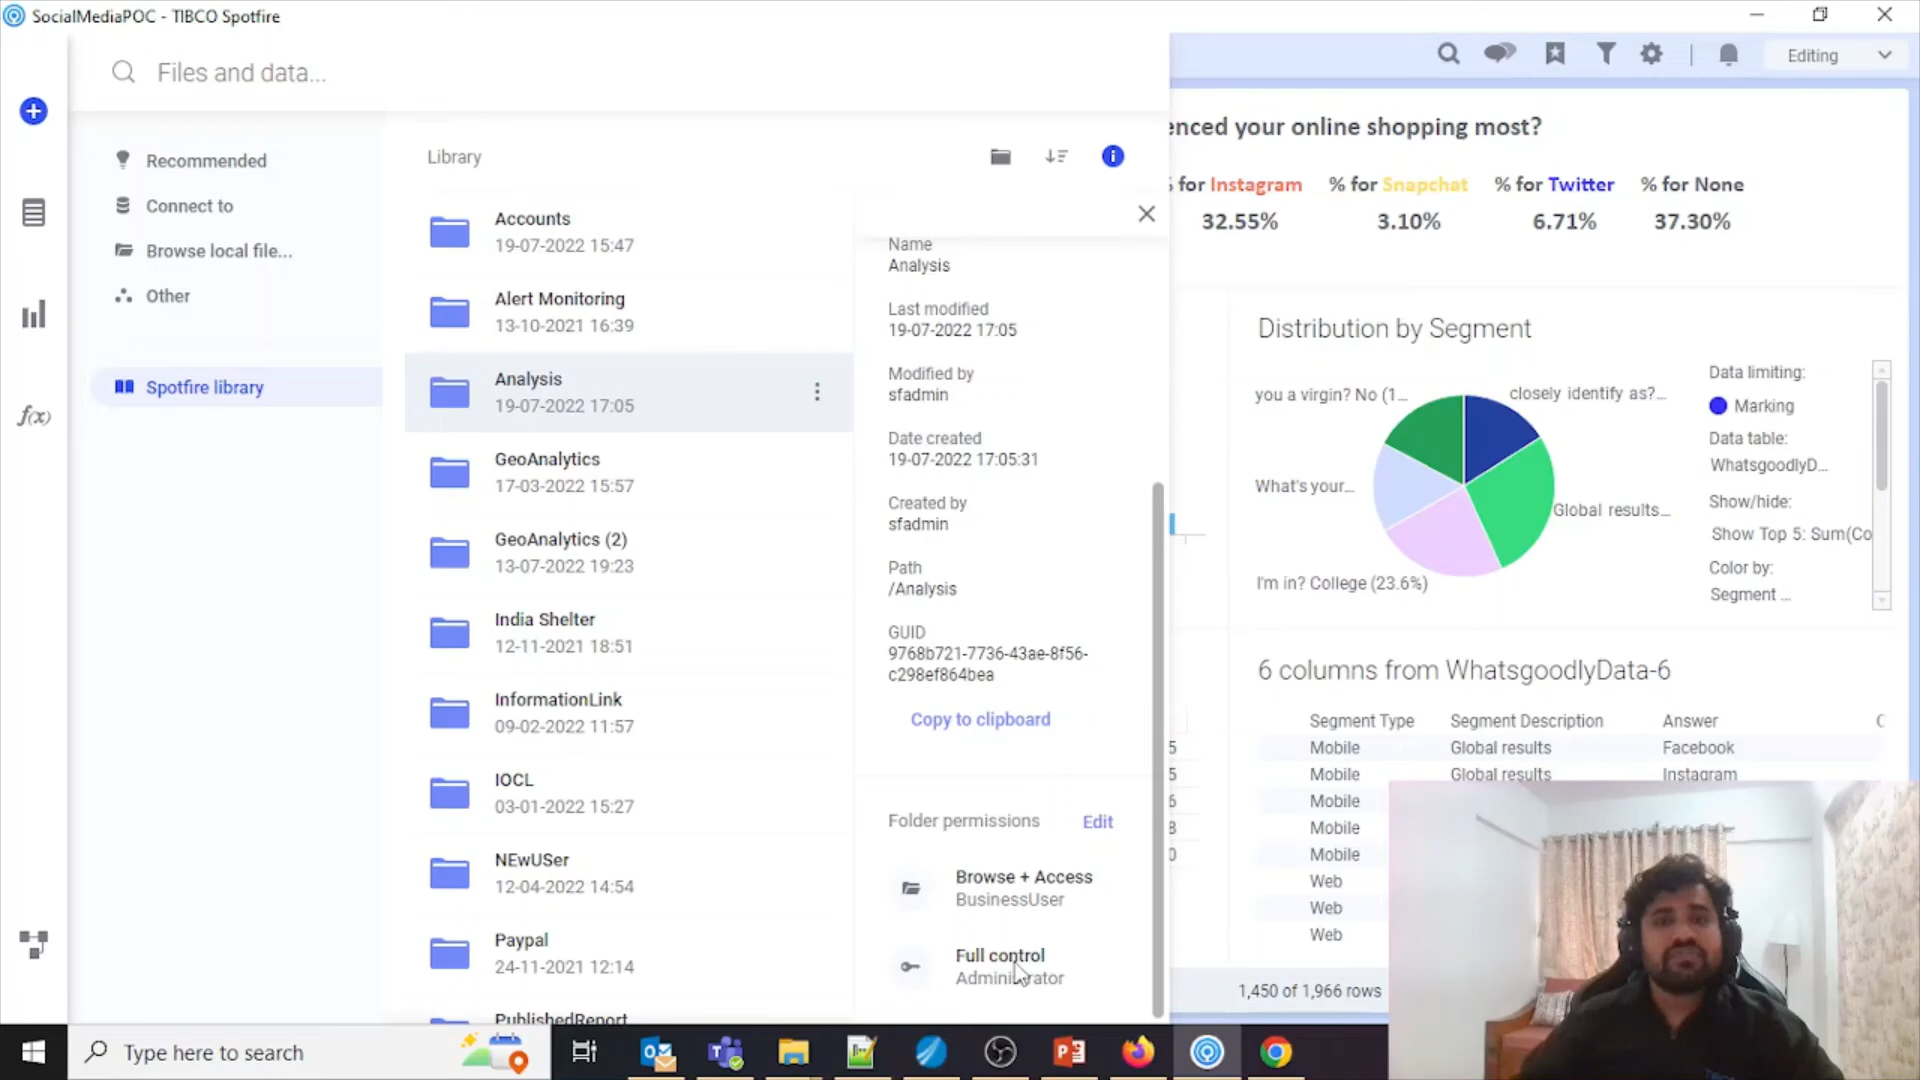 SocialMediaPOC - TIBCO Spotfire
Files and data...
Editing
Recommended
Connect to
Browse local file...
Other
Spotfire library
f(x)
Library
Accounts
19-07-2022 15:47
Alert Monitoring
13-10-2021 16:39
Analysis
19-07-2022 17:05
GeoAnalytics
17-03-2022 15:57
GeoAnalytics (2)
13-07-2022 19:23
India Shelter
12-11-2021 18:51
InformationLink
09-02-2022 11:57
IOCL
03-01-2022 15:27
NEwUSer
12-04-2022 14:54
Paypal
24-11-2021 12:14
PublishedReport
Name
Analysis
Last modified
19-07-2022 17:05
Modified by
sfadmin
Date created
19-07-2022 17:05:31
Created by
sfadmin
Path
/Analysis
GUID
9768b721-7736-43ae-8f56-
c298ef864bea
Copy to clipboard
Folder permissions Edit
Browse + Access
BusinessUser
Full control
Administrator
enced your online shopping most?
for Instagram % for Snapchat % for Twitter % for None
32.55% 3.10% 6.71% 37.30%
Distribution by Segment
you a virgin? No (1...
closely identify as?...
What's your...
Global results...
I'm in? College (23.6%)
Data limiting:
Marking
Data table:
WhatsgoodlyD...
Show/hide:
Show Top 5: Sum(Co
Color by:
Segment ...
6 columns from WhatsgoodlyData-6
Segment Type Segment Description Answer
5 Mobile Global results Facebook
5 Mobile Global results Instagram
6 Mobile
8 Mobile
0 Mobile
Web
Web
Web
1,450 of 1,966 rows
Type here to search